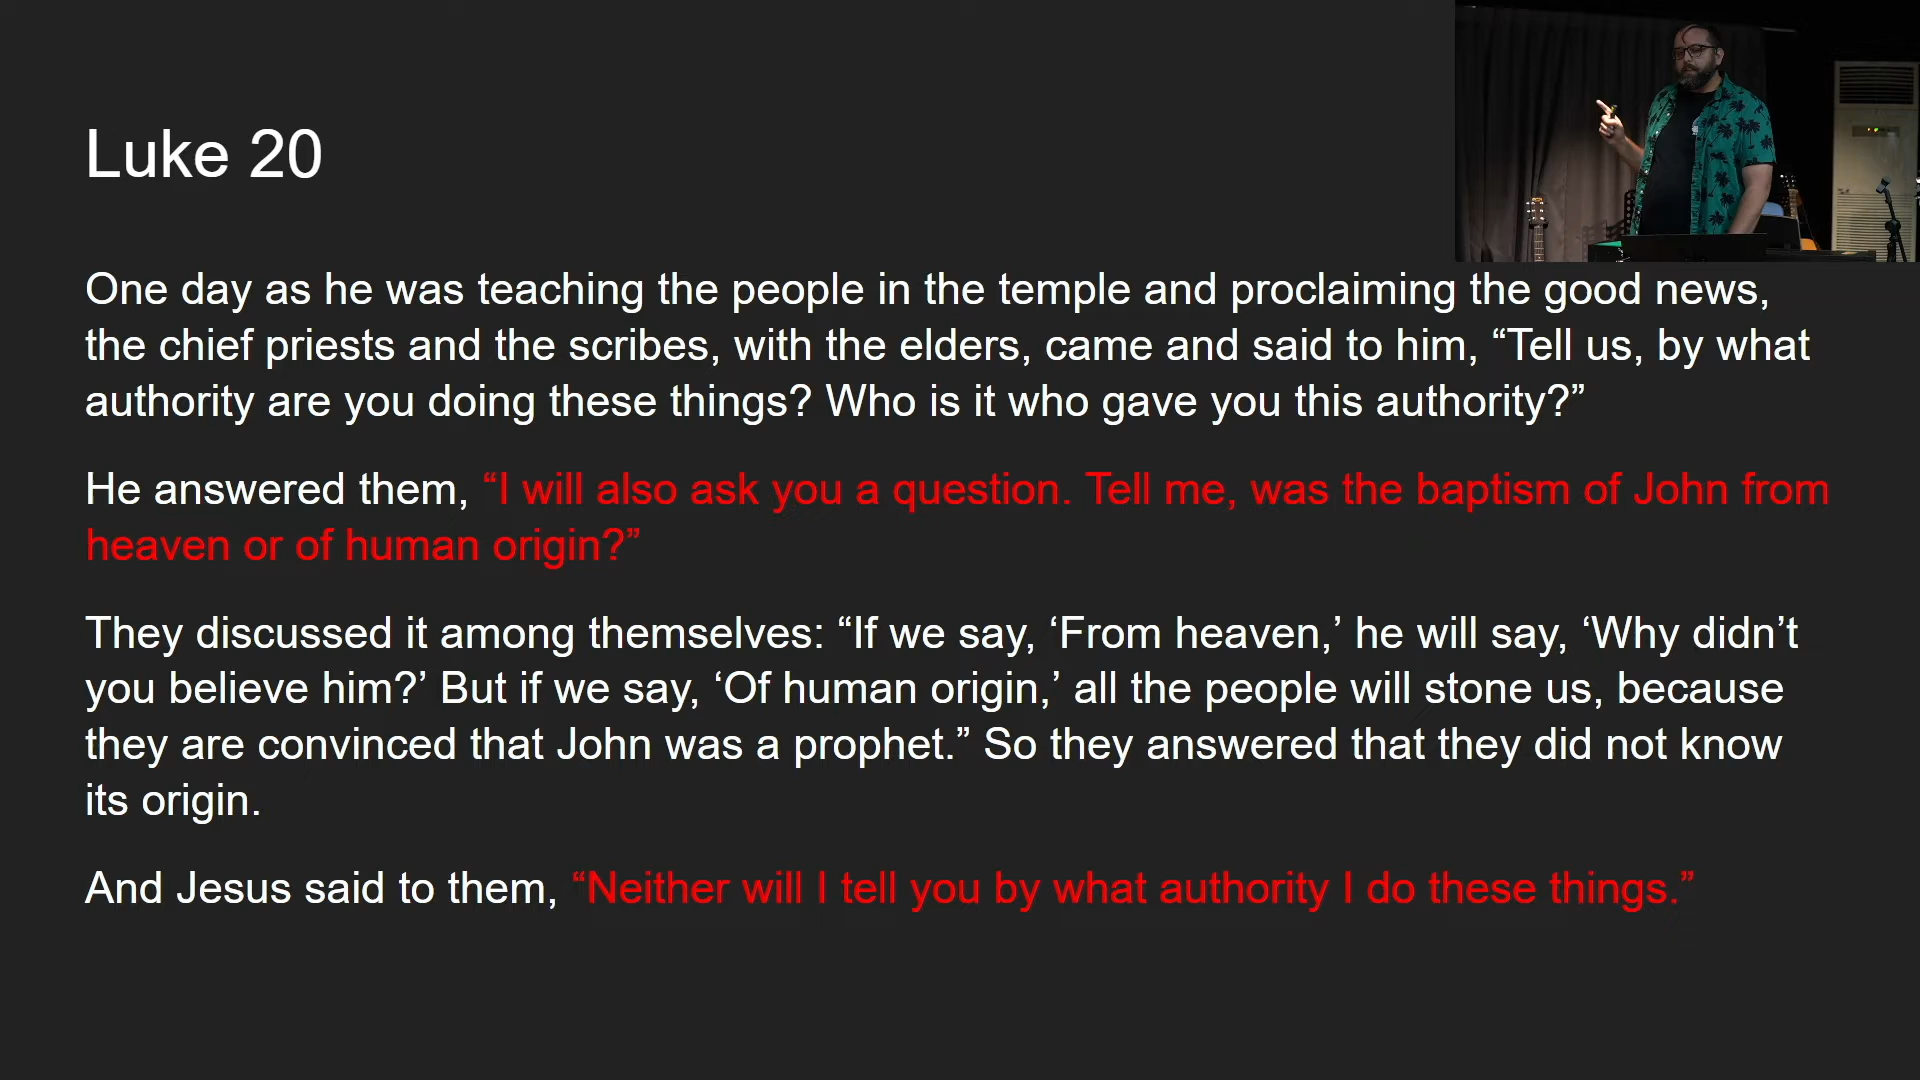 Luke 20
One day as he was teaching the people in the temple and proclaiming the good news,
the chief priests and the scribes, with the elders, came and said to him, “Tell us, by what
authority are you doing these things? Who is it who gave you this authority?”
He answered them, “I will also ask you a question. Tell me, was the baptism of John from
heaven or of human origin?”
They discussed it among themselves: “If we say, ‘From heaven,’ he will say, ‘Why didn’t
you believe him?’ But if we say, ‘Of human origin,’ all the people will stone us, because
they are convinced that John was a prophet.” So they answered that they did not know
its origin.
And Jesus said to them, “Neither will I tell you by what authority I do these things.”